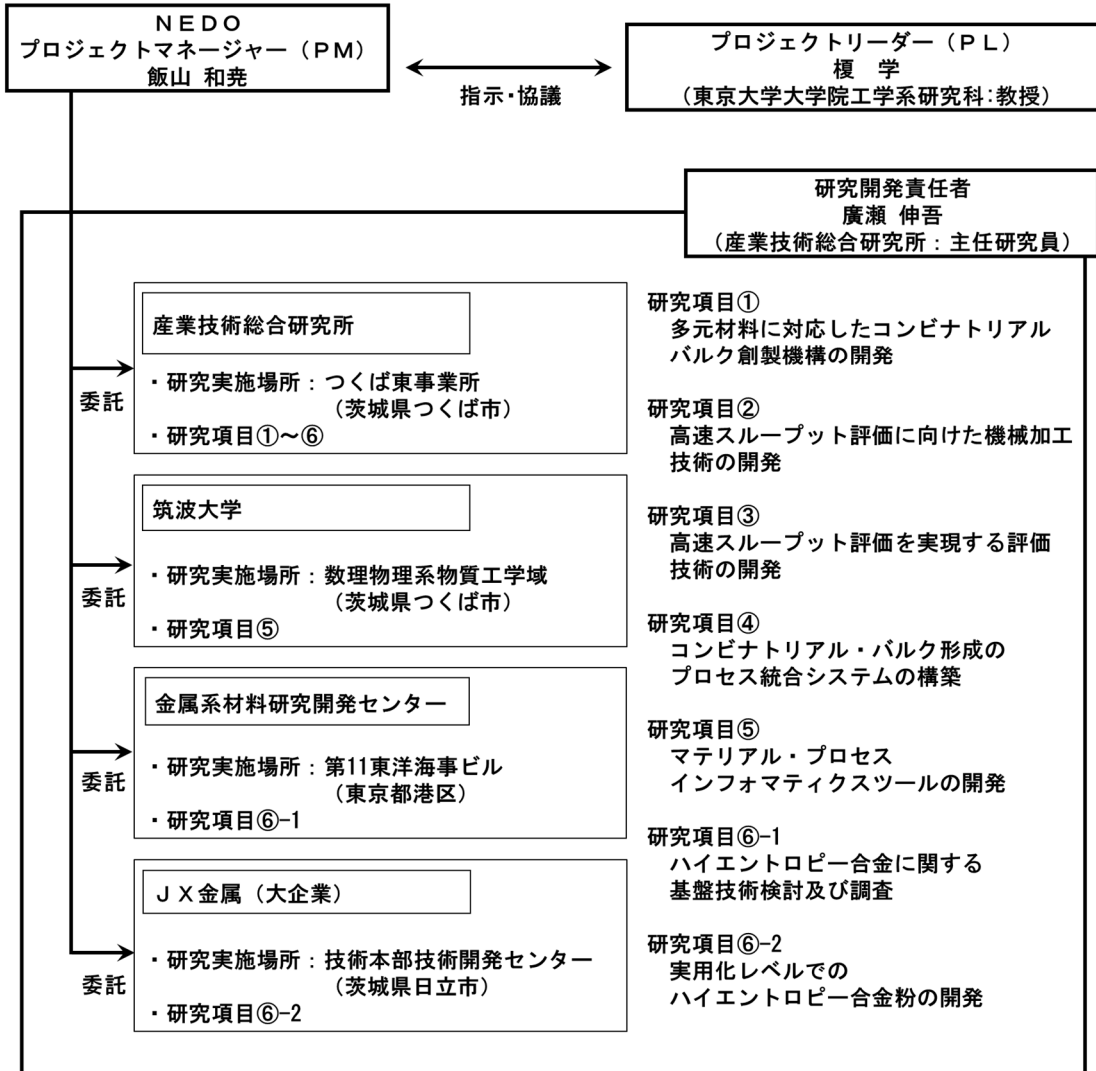 ＮＥＤＯ
プロジェクトマネージャー（ＰＭ）
飯山 和尭
指示・協議
プロジェクトリーダー（ＰＬ）
榎 学
（東京大学大学院工学系研究科：教授）
研究開発責任者
廣瀬 伸吾
（産業技術総合研究所：主任研究員）
委託
産業技術総合研究所
・研究実施場所：つくば東事業所
（茨城県つくば市）
・研究項目①～⑥
委託
筑波大学
・研究実施場所：数理物理系物質工学域
（茨城県つくば市）
・研究項目⑤
委託
金属系材料研究開発センター
・研究実施場所：第11東洋海事ビル
（東京都港区）
・研究項目⑥-1
委託
ＪＸ金属（大企業）
・研究実施場所：技術本部技術開発センター
（茨城県日立市）
・研究項目⑥-2
研究項目①
多元材料に対応したコンビナトリアル
バルク創製機構の開発
研究項目②
高速スループット評価に向けた機械加工
技術の開発
研究項目③
高速スループット評価を実現する評価
技術の開発
研究項目④
コンビナトリアル・バルク形成の
プロセス統合システムの構築
研究項目⑤
マテリアル・プロセス
インフォマティクスツールの開発
研究項目⑥-1
ハイエントロピー合金に関する
基盤技術検討及び調査
研究項目⑥-2
実用化レベルでの
ハイエントロピー合金粉の開発